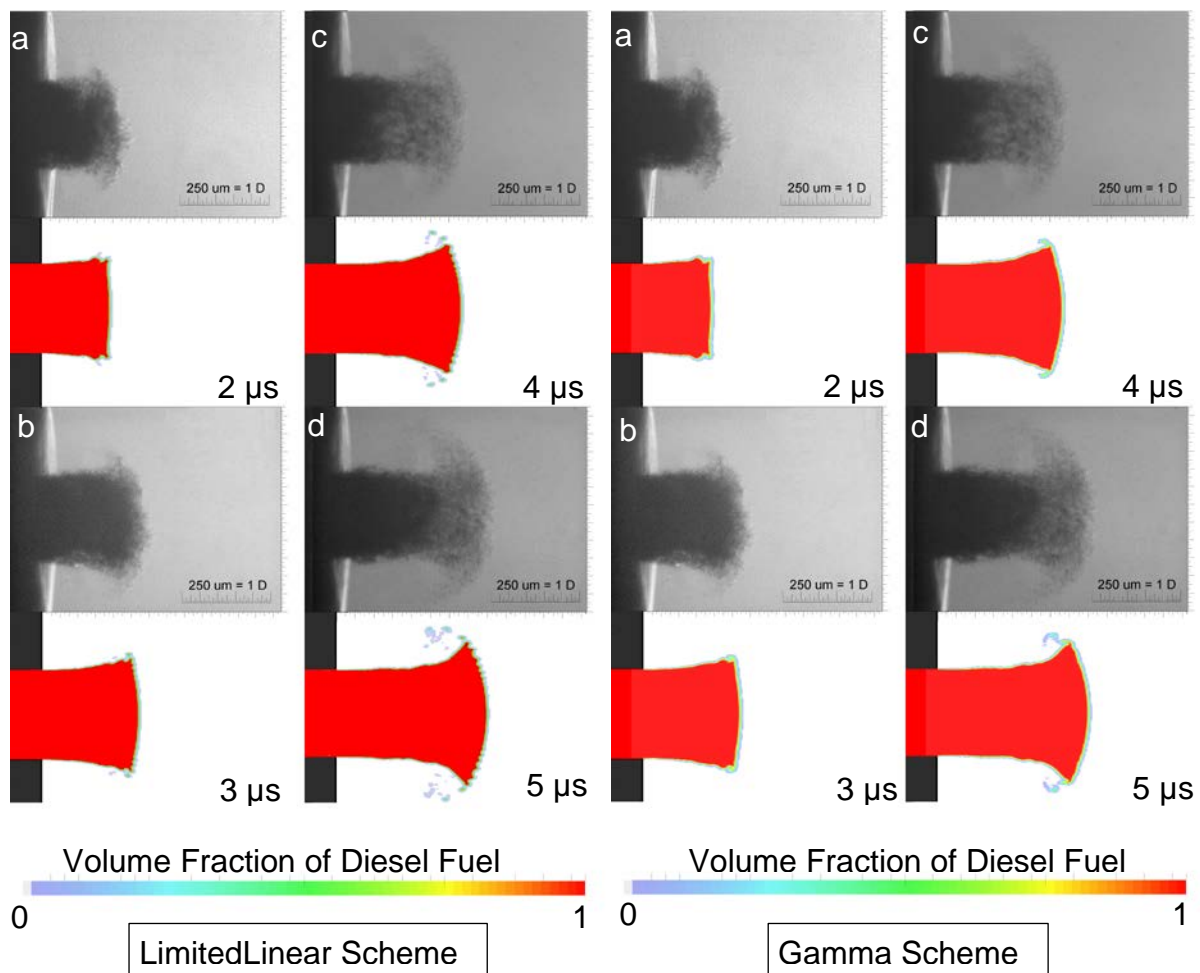 a
c
a
c
250 um = 1 D
250 um = 1 D
250 um = 1 D
250 um = 1 D
2 µs
4 µs
2 µs
4 µs
b
d
b
d
250 um = 1 D
250 um = 1 D
250 um = 1 D
250 um = 1 D
3 µs
5 µs
3 µs
5 µs
Volume Fraction of Diesel Fuel
0
1
LimitedLinear Scheme
Volume Fraction of Diesel Fuel
0
1
Gamma Scheme